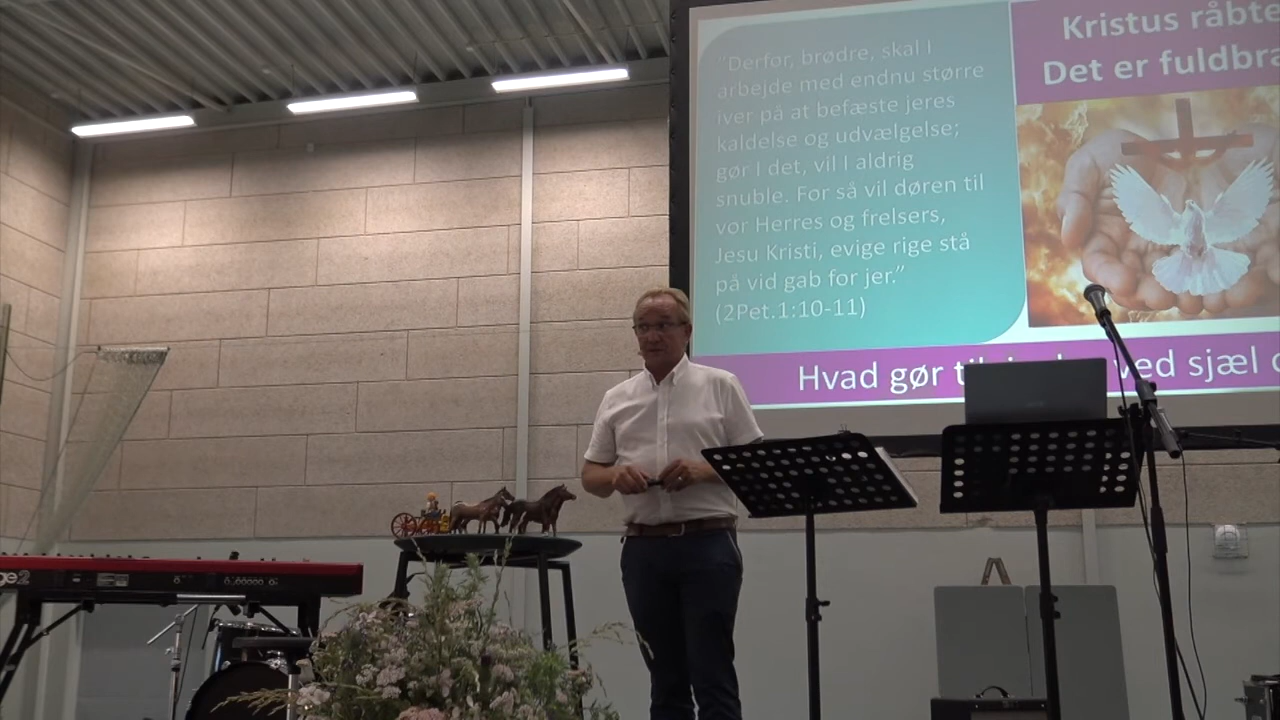 "Derfor, brødre, skal I
arbejde med endnu større
iver på at befæste jeres
kaldelse og udvælgelse;
gør I det, vil I aldrig
snuble. For så vil døren til
vor Herres og frelsers,
Jesu Kristi, evige rige stå
på vid gab for jer."
(2Pet.1:10-11)
Kristus råbte
Det er fuldbra
Hvad gør ved sjæl